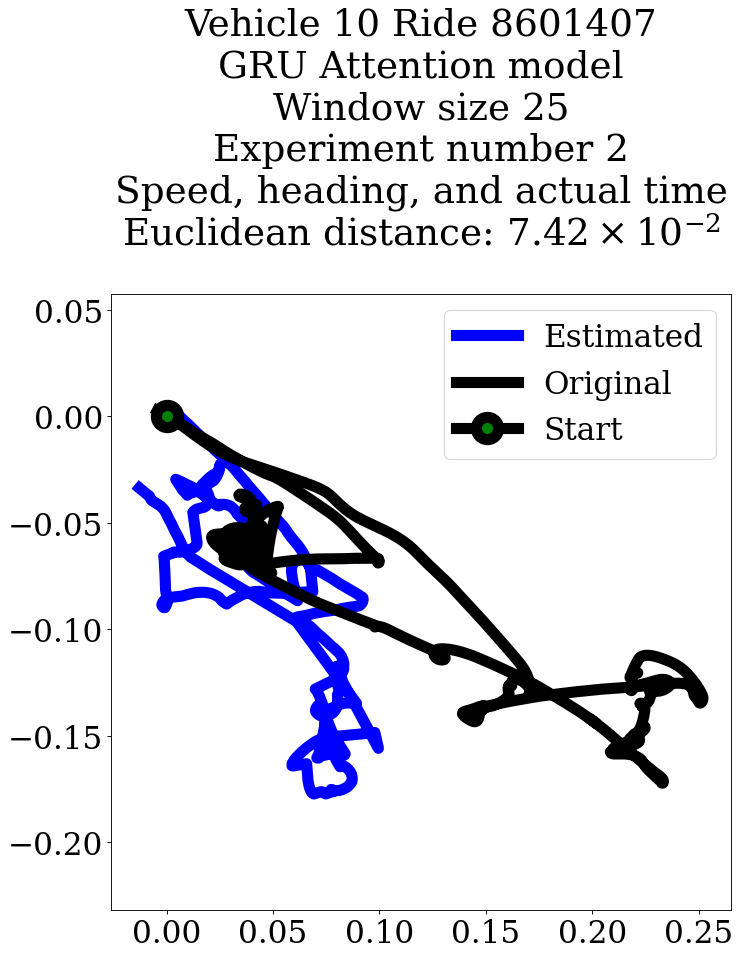 Vehicle 10 Ride 8601407
GRU Attention model
Window size 25
Experiment number 2
Speed, heading, and actual time
Euclidean distance: 7.42 × 10⁻²
Estimated
Original
Start
0.05
0.00
−0.05
−0.10
−0.15
−0.20
0.00 0.05 0.10 0.15 0.20 0.25